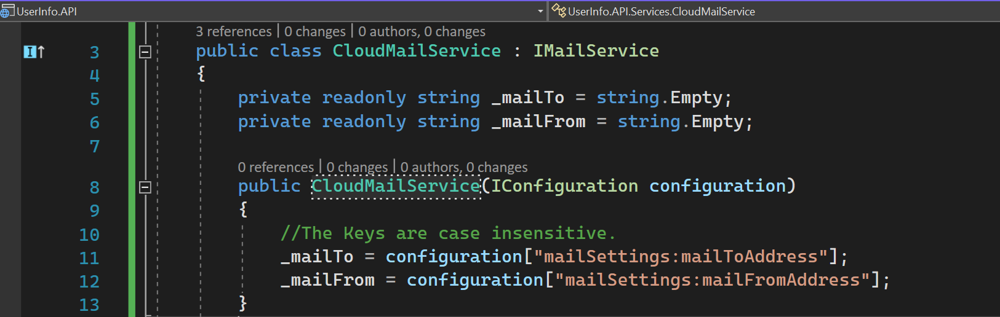 UserInfo.API
UserInfo.API.Services.CloudMailService
3 references | 0 changes | 0 authors, 0 changes
3 public class CloudMailService : IMailService
4 {
5 private readonly string _mailTo = string.Empty;
6 private readonly string _mailFrom = string.Empty;
7
0 references | 0 changes | 0 authors, 0 changes
8 public CloudMailService(IConfiguration configuration)
9 {
10 //The Keys are case insensitive.
11 _mailTo = configuration["mailSettings:mailToAddress"];
12 _mailFrom = configuration["mailSettings:mailFromAddress"];
13 }